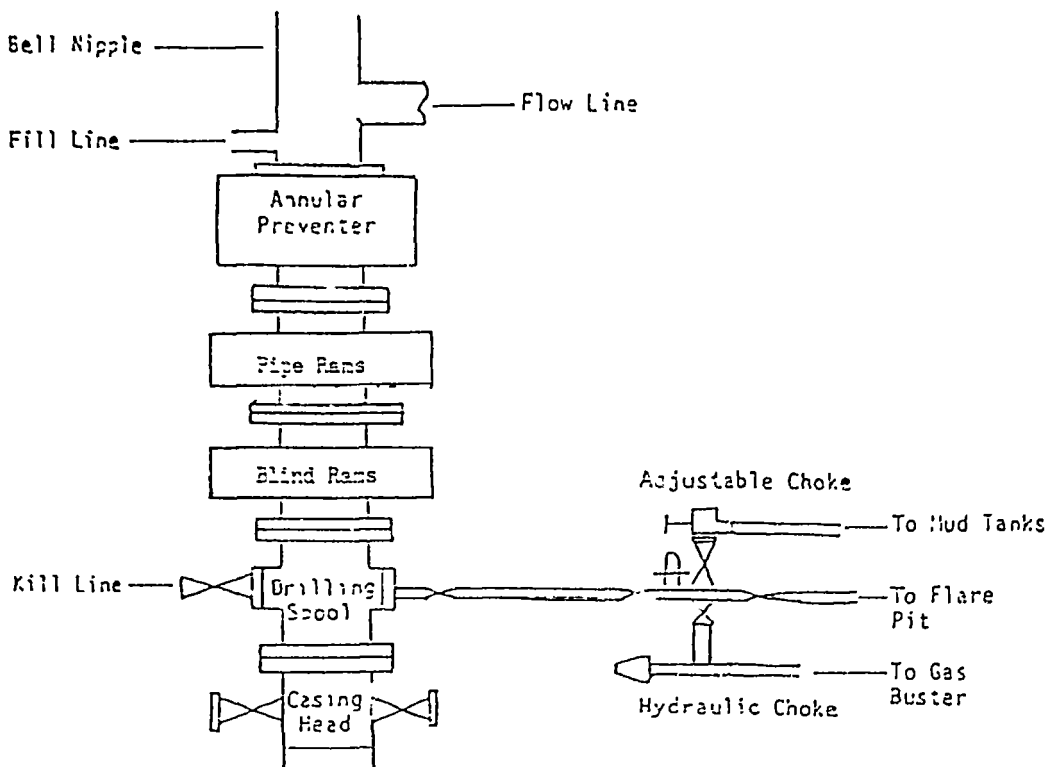 Bell Nipple
Flow Line
Fill Line
Annular
Preventer
Pipe Rams
Blind Rams
Adjustable Choke
To Mud Tanks
Kill Line
Drilling
Spool
To Flare
Pit
To Gas
Buster
Casing
Head
Hydraulic Choke